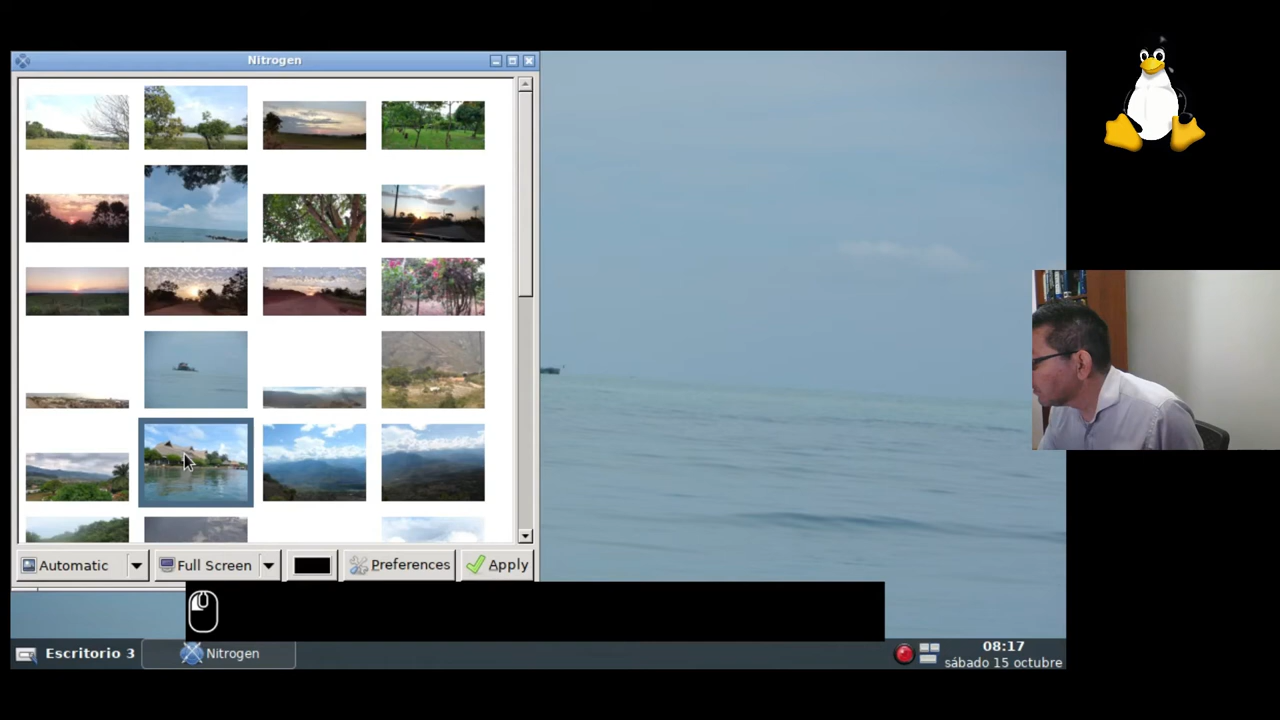 Nitrogen
Automatic
Full Screen
Preferences
Apply
Escritorio 3
Nitrogen
08:17
sábado 15 octubre